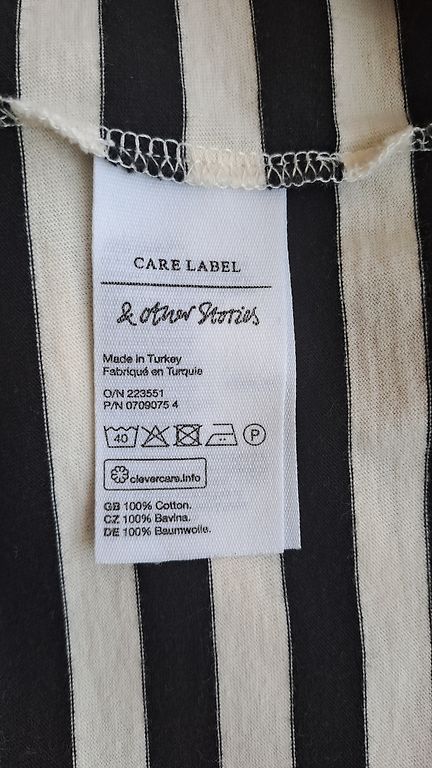 CARE LABEL
& Other Stories
Made in Turkey
Fabriqué en Turquie
O/N 223551
P/N 0709075 4
40 P
clevercare.info
GB 100% Cotton.
CZ 100% Bavlna.
DE 100% Baumwolle.